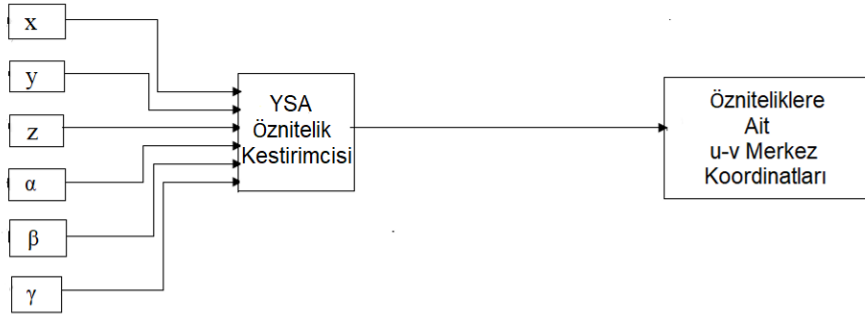 x
y
z
α
β
γ
YSA
Öznitelik
Kestirimcisi
Özniteliklere
Ait
u-v Merkez
Koordinatları